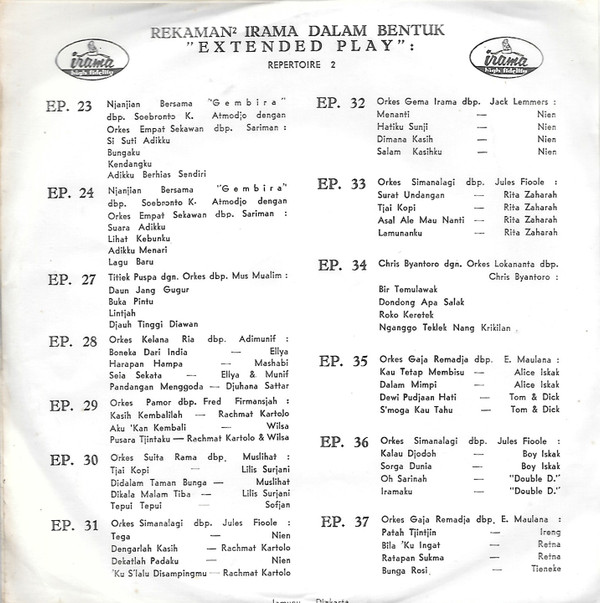 REKAMAN² IRAMA DALAM BENTUK
"EXTENDED PLAY":
REPERTOIRE 2
irama
high fidelity
irama
high fidelity
EP. 23 Njanjian Bersama "Gembira"
dbp. Soebronto K. Atmodjo dengan
Orkes Empat Sekawan dbp. Sariman :
Si Suti Adikku
Bungaku
Kendangku
Adikku Berhias Sendiri
EP. 24 Njanjian Bersama "Gembira"
dbp. Soebronto K. Atmodjo dengan
Orkes Empat Sekawan dbp. Sariman :
Suara Adikku
Lihat Kebunku
Adikku Menari
Lagu Baru
EP. 27 Titiek Puspa dgn. Orkes dbp. Mus Mualim :
Daun Jang Gugur
Buka Pintu
Lintjah
Djauh Tinggi Diawan
EP. 28 Orkes Kelana Ria dbp. Adimunif :
Boneka Dari India — Ellya
Harapan Hampa — Mashabi
Seia Sekata — Ellya & Munif
Pandangan Menggoda — Djuhana Sattar
EP. 29 Orkes Pamor dbp. Fred Firmansjah :
Kasih Kembalilah — Rachmat Kartolo
Aku 'Kan Kembali — Wilsa
Pusara Tjintaku — Rachmat Kartolo & Wilsa
EP. 30 Orkes Suita Rama dbp. Muslihat :
Tjai Kopi — Lilis Surjani
Didalam Taman Bunga — Muslihat
Dikala Malam Tiba — Lilis Surjani
Tepui Tepui — Sofjan
EP. 31 Orkes Simanalagi dbp. Jules Fioole :
Tega — Nien
Dengarlah Kasih — Rachmat Kartolo
Dekatlah Padaku — Nien
'Ku S'lalu Disampingmu — Rachmat Kartolo
EP. 32 Orkes Gema Irama dbp. Jack Lemmers :
Menanti — Nien
Hatiku Sunji — Nien
Dimana Kasih — Nien
Salam Kasihku — Nien
EP. 33 Orkes Simanalagi dbp. Jules Fioole :
Surat Undangan — Rita Zaharah
Tjai Kopi — Rita Zaharah
Asal Ale Mau Nanti — Rita Zaharah
Lamunanku — Rita Zaharah
EP. 34 Chris Byantoro dgn. Orkes Lokananta dbp.
Chris Byantoro :
Bir Temulawak
Dondong Apa Salak
Roko Keretek
Nganggo Teklek Nang Krikilan
EP. 35 Orkes Gaja Remadja dbp. E. Maulana :
Kau Tetap Membisu — Alice Iskak
Dalam Mimpi — Alice Iskak
Dewi Pudjaan Hati — Tom & Dick
S'moga Kau Tahu — Tom & Dick
EP. 36 Orkes Simanalagi dbp. Jules Fioole :
Kalau Djodoh — Boy Iskak
Sorga Dunia — Boy Iskak
Oh Sarinah — "Double D."
Iramaku — "Double D."
EP. 37 Orkes Gaja Remadja dbp. E. Maulana :
Patah Tjintjin — Ireng
Bila 'Ku Ingat — Retna
Ratapan Sukma — Retna
Bunga Rosi — Tieneke